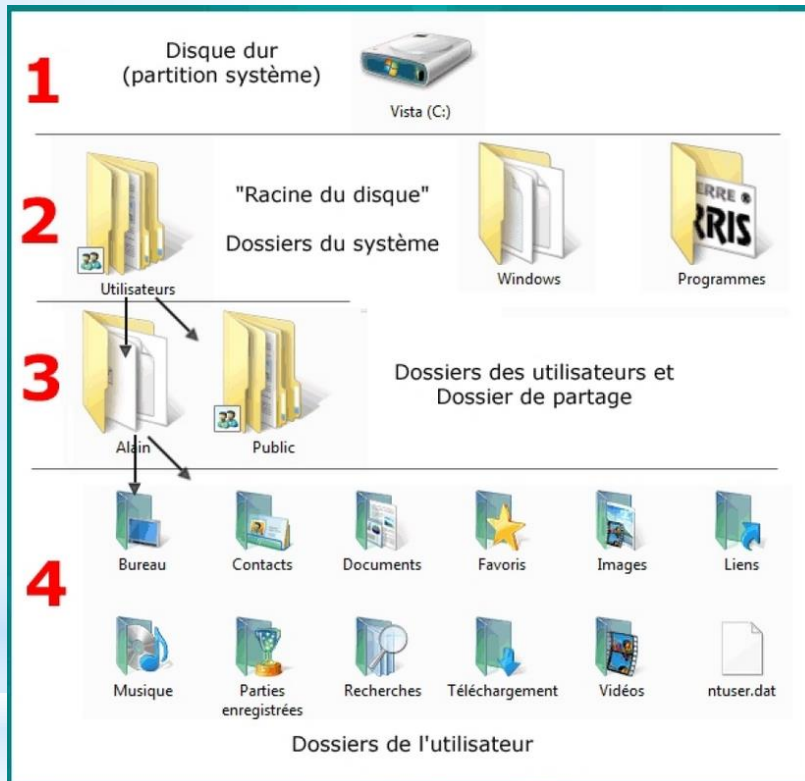 1
Disque dur
(partition système)
Vista (C:)
2
"Racine du disque"
Dossiers du système
ERRE ®
RRIS
Utilisateurs
Windows
Programmes
3
Dossiers des utilisateurs et
Dossier de partage
Alain
Public
4
Bureau
Contacts
Documents
Favoris
Images
Liens
Musique
Parties
enregistrées
Recherches
Téléchargement
Vidéos
ntuser.dat
Dossiers de l'utilisateur